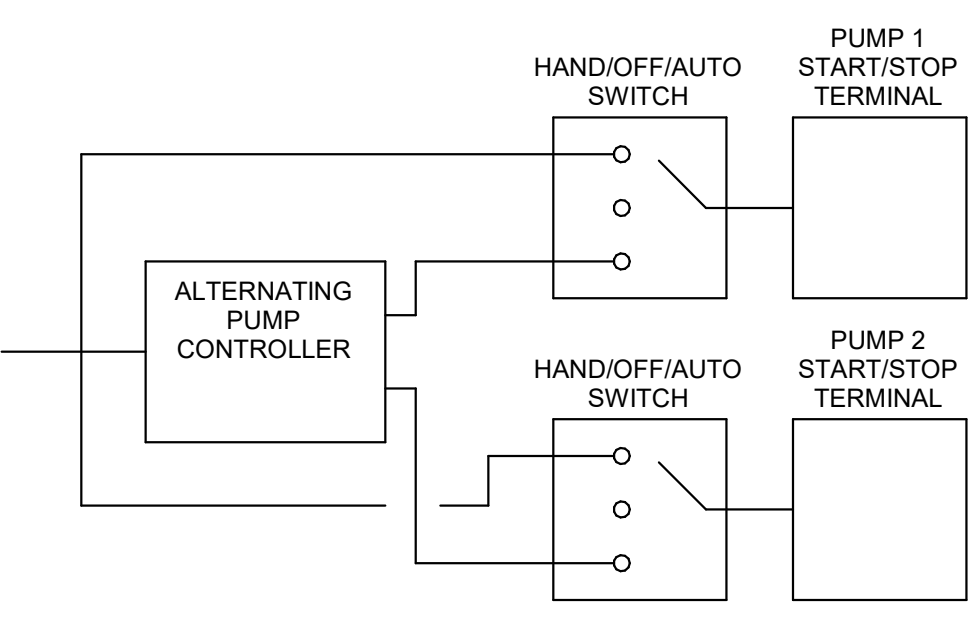 PUMP 1
START/STOP
TERMINAL
HAND/OFF/AUTO
SWITCH
ALTERNATING
PUMP
CONTROLLER
PUMP 2
START/STOP
TERMINAL
HAND/OFF/AUTO
SWITCH